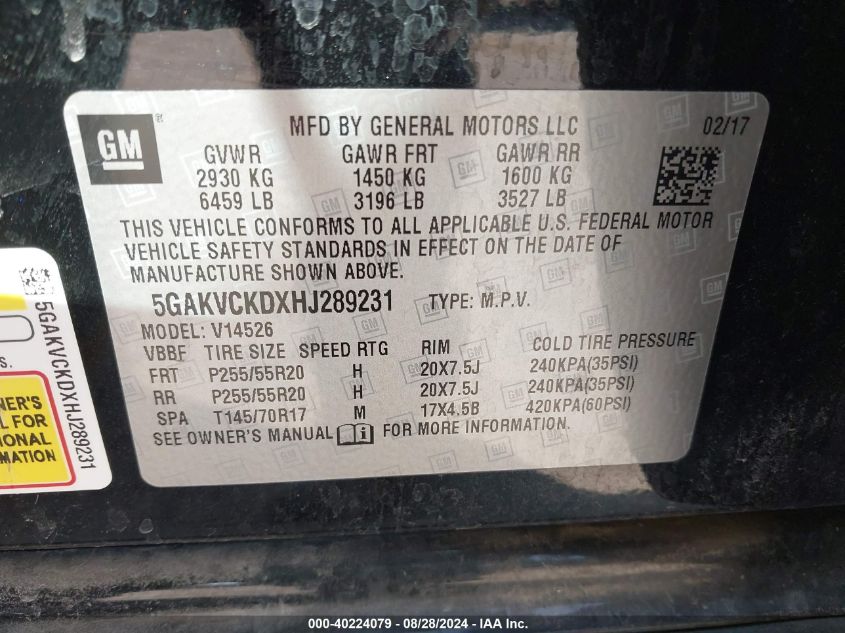 GM
MFD BY GENERAL MOTORS LLC 02/17
GVWR GAWR FRT GAWR RR
2930 KG 1450 KG 1600 KG
6459 LB 3196 LB 3527 LB
THIS VEHICLE CONFORMS TO ALL APPLICABLE U.S. FEDERAL MOTOR
VEHICLE SAFETY STANDARDS IN EFFECT ON THE DATE OF
MANUFACTURE SHOWN ABOVE.
5GAKVCKDXHJ289231 TYPE: M.P.V.
MODEL: V14526
VBBF TIRE SIZE SPEED RTG RIM COLD TIRE PRESSURE
FRT P255/55R20 H 20X7.5J 240KPA(35PSI)
RR P255/55R20 H 20X7.5J 240KPA(35PSI)
SPA T145/70R17 M 17X4.5B 420KPA(60PSI)
SEE OWNER'S MANUAL FOR MORE INFORMATION.
5GAKVCKDXHJ289231
S.
NER'S
L FOR
IONAL
MATION
000-40224079 - 08/28/2024 - IAA Inc.